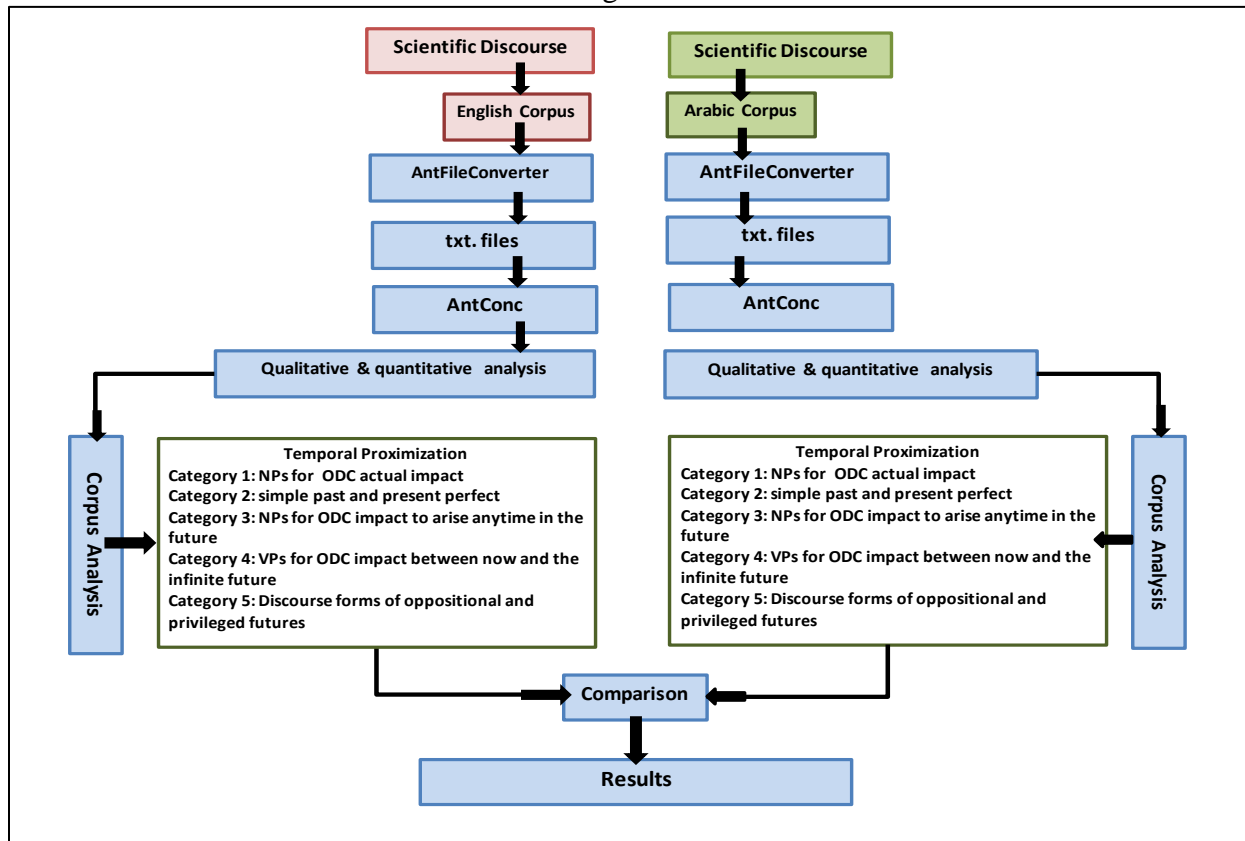 Scientific Discourse
English Corpus
AntFileConverter
txt. files
AntConc
Qualitative & quantitative analysis
Corpus Analysis
Temporal Proximization
Category 1: NPs for ODC actual impact
Category 2: simple past and present perfect
Category 3: NPs for ODC impact to arise anytime in the
future
Category 4: VPs for ODC impact between now and the
infinite future
Category 5: Discourse forms of oppositional and
privileged futures
Scientific Discourse
Arabic Corpus
AntFileConverter
txt. files
AntConc
Qualitative & quantitative analysis
Corpus Analysis
Temporal Proximization
Category 1: NPs for ODC actual impact
Category 2: simple past and present perfect
Category 3: NPs for ODC impact to arise anytime in the
future
Category 4: VPs for ODC impact between now and the
infinite future
Category 5: Discourse forms of oppositional and
privileged futures
Comparison
Results